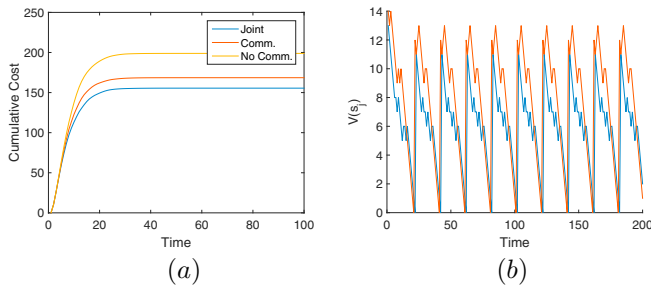 Cumulative Cost
250
200
150
100
50
0
0 20 40 60 80 100
Time
Joint
Comm.
No Comm.
(a)
V(s_j)
14
12
10
8
6
4
2
0
0 50 100 150 200
Time
(b)